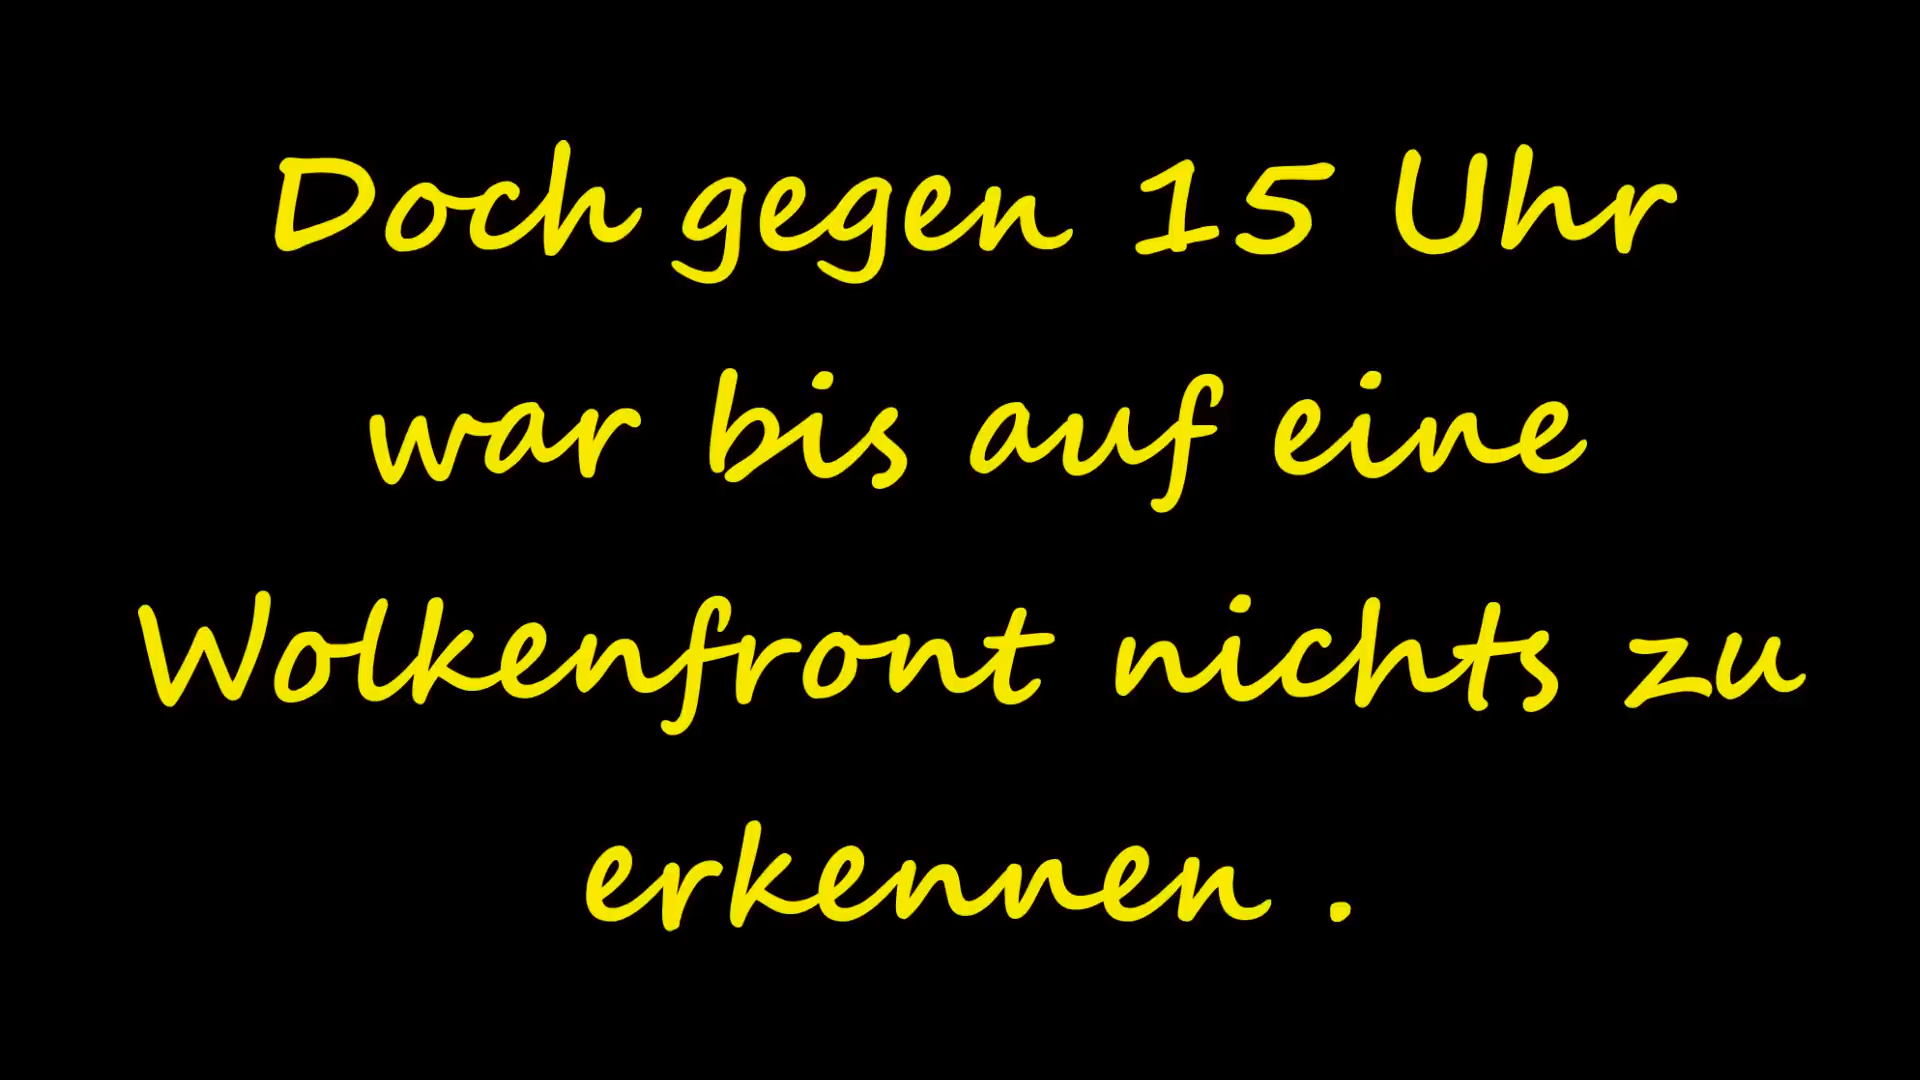 Doch gegen 15 Uhr
war bis auf eine
Wolkenfront nichts zu
erkennen .